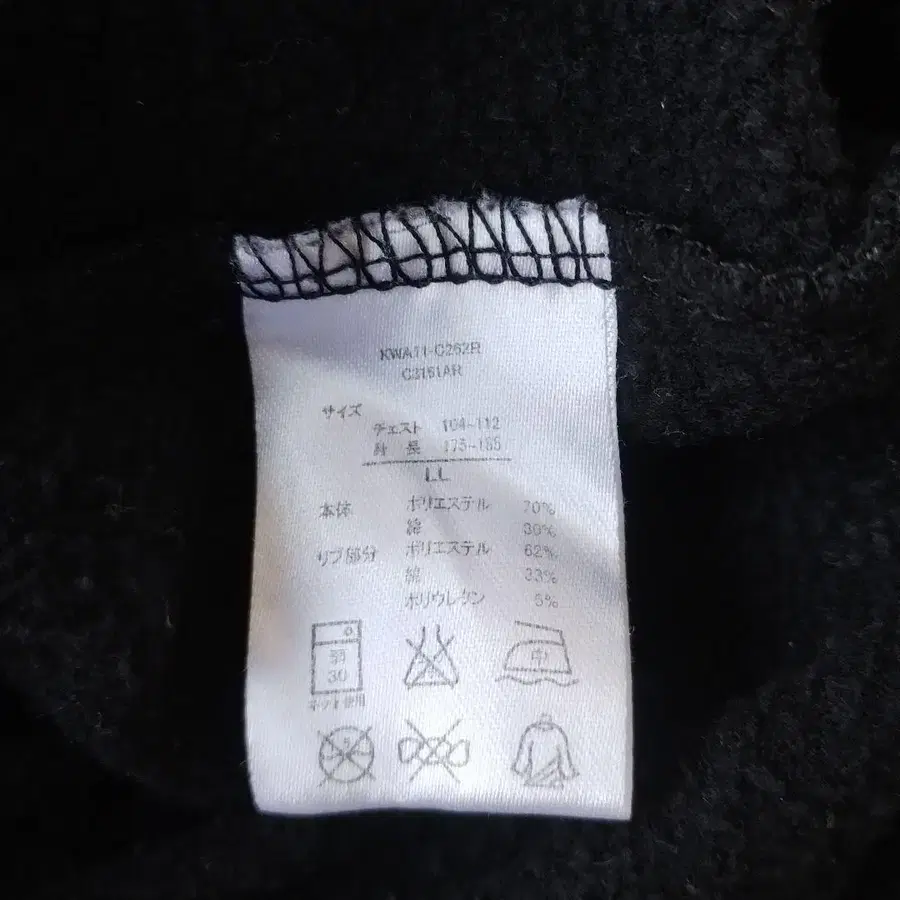 KWA11-C262R
C3161AR
サイズ
チェスト 104~112
身長 175~185
LL
本体 ポリエステル 70%
綿 30%
リブ部分 ポリエステル 62%
綿 33%
ポリウレタン 5%
弱
30
ネット使用
中